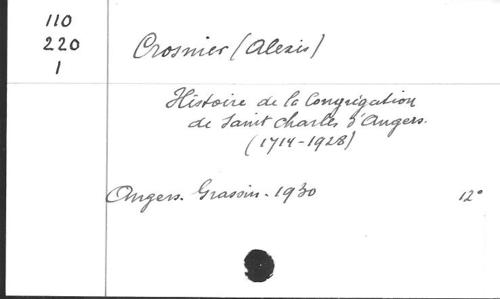 110
220
1
Crosnier (Alexis)
Histoire de la Congrégation
de Saint Charles d'Angers.
(1714-1928)
Angers. Grassin. 1930
12°